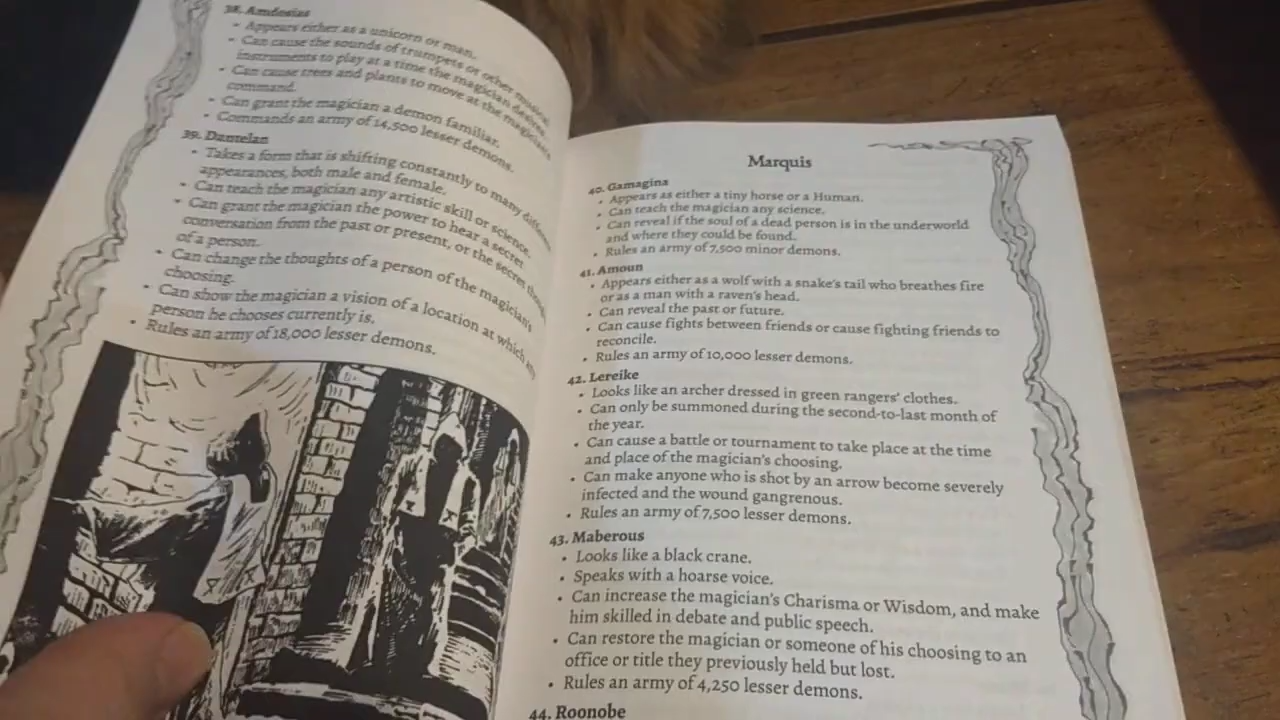 38. Amdosias
• Appears either as a unicorn or man.
• Can cause the sounds of trumpets or other musical
instruments to play at a time the magician desires.
• Can cause trees and plants to move at the magician's
command.
• Can grant the magician a demon familiar.
• Commands an army of 14,500 lesser demons.
39. Dantelan
• Takes a form that is shifting constantly to many different
appearances, both male and female.
• Can teach the magician any artistic skill or science.
• Can grant the magician the power to hear a secret
conversation from the past or present, or the secret thoughts
of a person.
• Can change the thoughts of a person of the magician's
choosing.
• Can show the magician a vision of a location at which any
person he chooses currently is.
• Rules an army of 18,000 lesser demons.
Marquis
40. Gamagina
• Appears as either a tiny horse or a Human.
• Can teach the magician any science.
• Can reveal if the soul of a dead person is in the underworld
and where they could be found.
• Rules an army of 7,500 minor demons.
41. Amoun
• Appears either as a wolf with a snake's tail who breathes fire
or as a man with a raven's head.
• Can reveal the past or future.
• Can cause fights between friends or cause fighting friends to
reconcile.
• Rules an army of 10,000 lesser demons.
42. Lereike
• Looks like an archer dressed in green rangers' clothes.
• Can only be summoned during the second-to-last month of
the year.
• Can cause a battle or tournament to take place at the time
and place of the magician's choosing.
• Can make anyone who is shot by an arrow become severely
infected and the wound gangrenous.
• Rules an army of 7,500 lesser demons.
43. Maberous
• Looks like a black crane.
• Speaks with a hoarse voice.
• Can increase the magician's Charisma or Wisdom, and make
him skilled in debate and public speech.
• Can restore the magician or someone of his choosing to an
office or title they previously held but lost.
• Rules an army of 4,250 lesser demons.
44. Roonobe